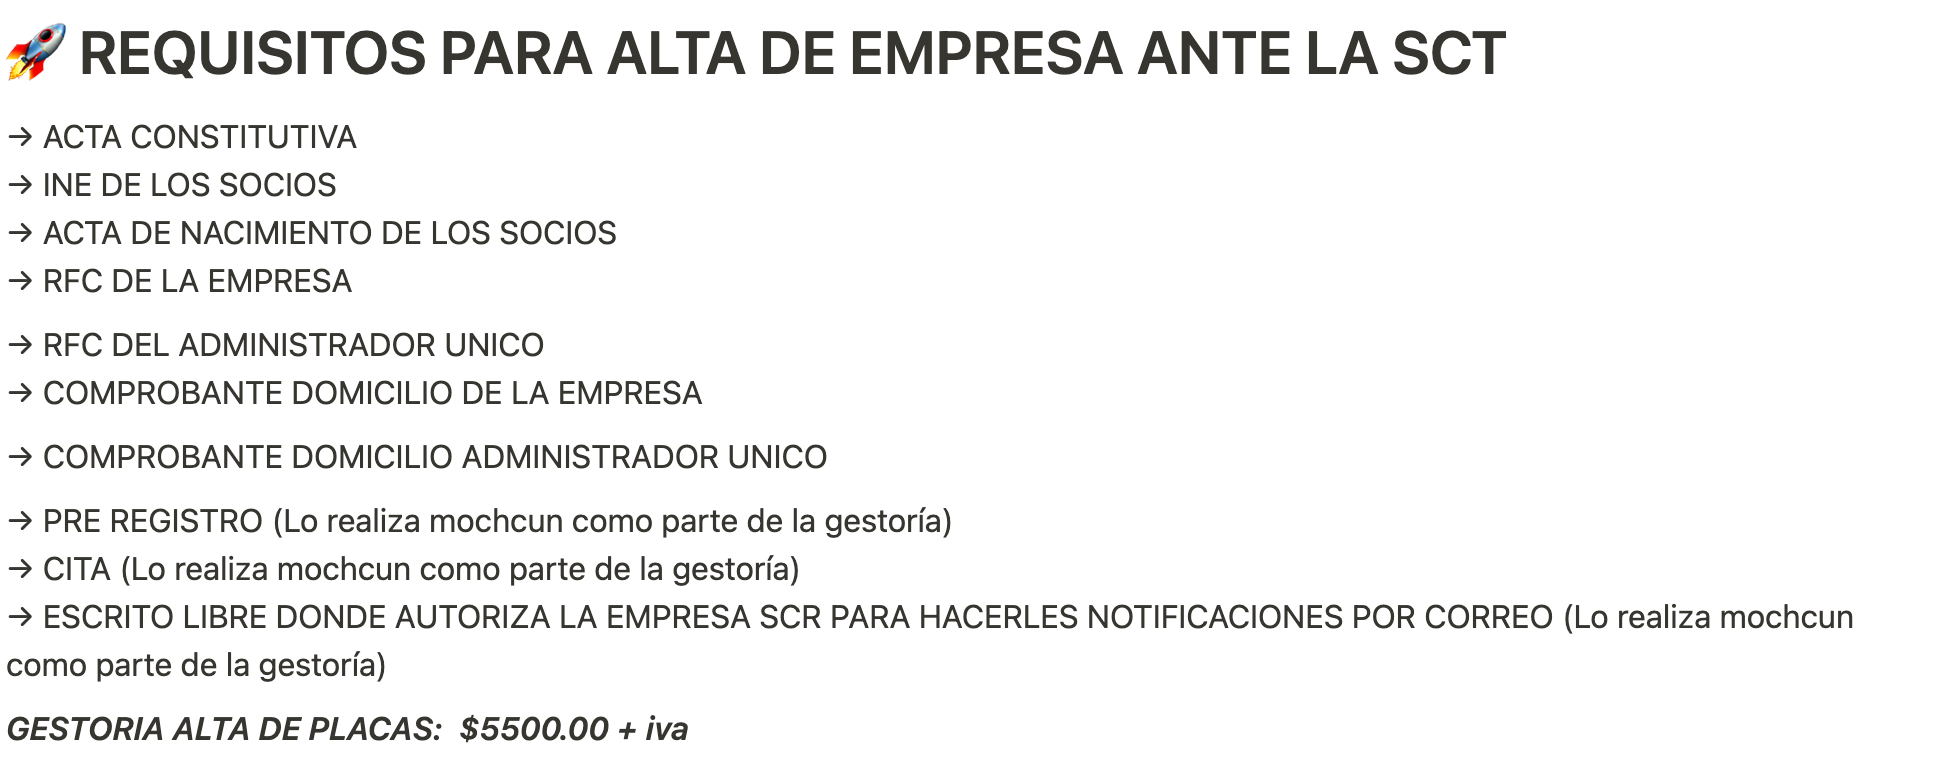 🚀 REQUISITOS PARA ALTA DE EMPRESA ANTE LA SCT
→ ACTA CONSTITUTIVA
→ INE DE LOS SOCIOS
→ ACTA DE NACIMIENTO DE LOS SOCIOS
→ RFC DE LA EMPRESA
→ RFC DEL ADMINISTRADOR UNICO
→ COMPROBANTE DOMICILIO DE LA EMPRESA
→ COMPROBANTE DOMICILIO ADMINISTRADOR UNICO
→ PRE REGISTRO (Lo realiza mochcun como parte de la gestoría)
→ CITA (Lo realiza mochcun como parte de la gestoría)
→ ESCRITO LIBRE DONDE AUTORIZA LA EMPRESA SCR PARA HACERLES NOTIFICACIONES POR CORREO (Lo realiza mochcun
como parte de la gestoría)
GESTORIA ALTA DE PLACAS:  $5500.00 + iva